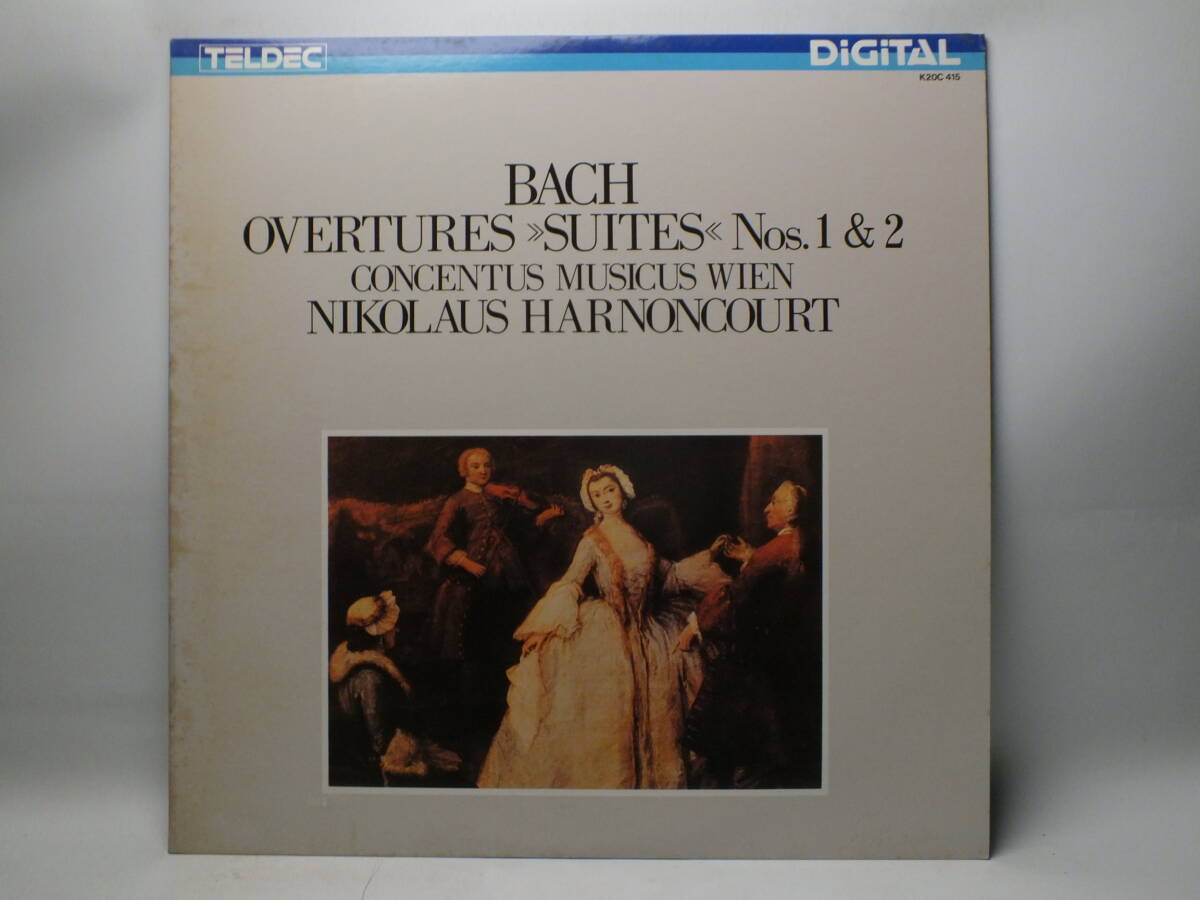 TELDEC
DiGiTAL
K20C 415
BACH
OVERTURES »SUITES« Nos. 1 & 2
CONCENTUS MUSICUS WIEN
NIKOLAUS HARNONCOURT